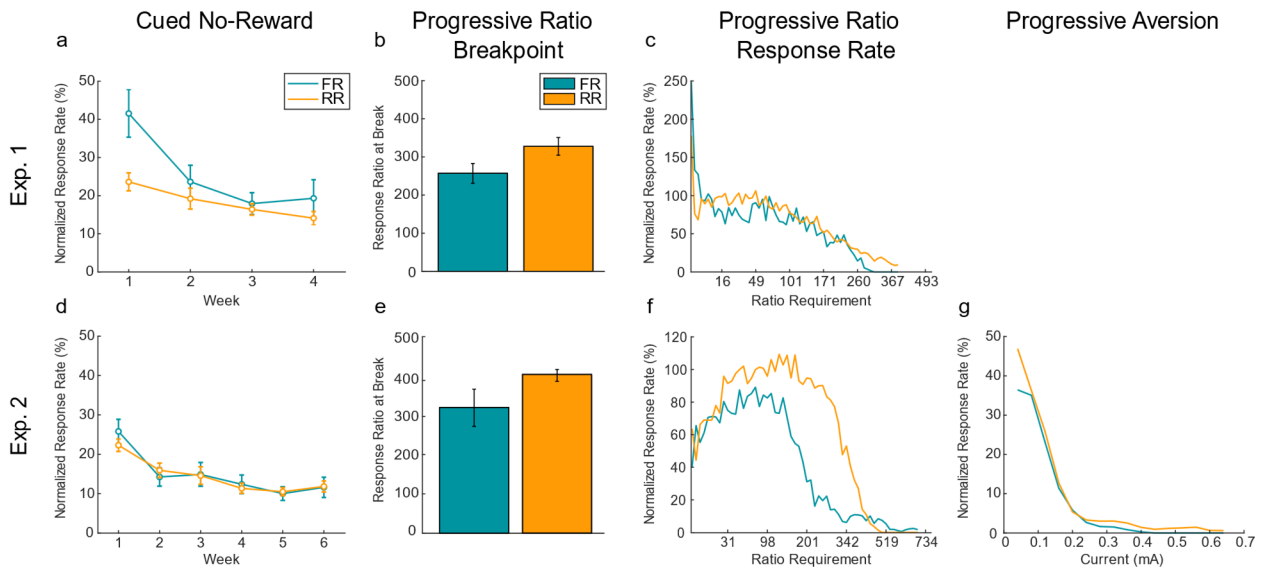 Cued No-Reward
Progressive Ratio
Breakpoint
Progressive Ratio
Response Rate
Progressive Aversion
Exp. 1
a
Normalized Response Rate (%)
50
40
30
20
10
0
1 2 3 4
Week
FR
RR
b
Response Ratio at Break
500
400
300
200
100
0
FR
RR
c
Normalized Response Rate (%)
250
200
150
100
50
0
16 49 101 171 260 367 493
Ratio Requirement
Exp. 2
d
Normalized Response Rate (%)
50
40
30
20
10
0
1 2 3 4 5 6
Week
e
Response Ratio at Break
500
400
300
200
100
0
f
Normalized Response Rate (%)
120
100
80
60
40
20
0
31 98 201 342 519 734
Ratio Requirement
g
Normalized Response Rate (%)
50
40
30
20
10
0
0 0.1 0.2 0.3 0.4 0.5 0.6 0.7
Current (mA)